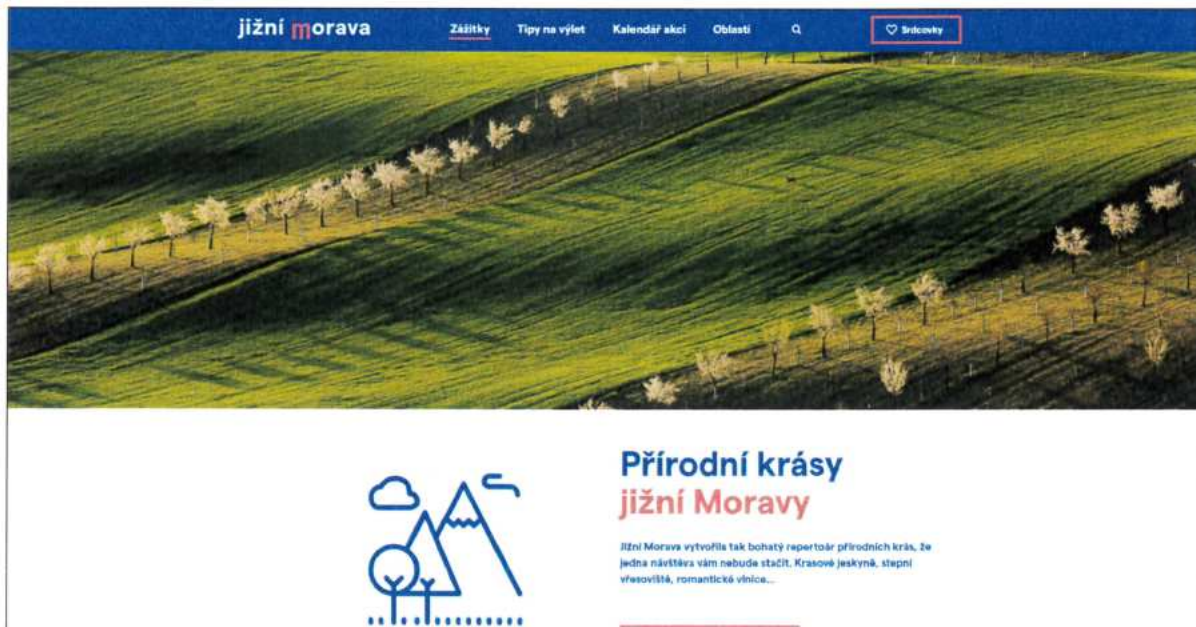 jižní morava
Zážitky Tipy na výlet Kalendář akcí Oblasti Srdcovky
Přírodní krásy
jižní Moravy
Jižní Morava vytvořila tak bohatý repertoár přírodních krás, že
jedna návštěva vám nebude stačit. Krasové jeskyně, stepní
vřesoviště, romantické vinice...